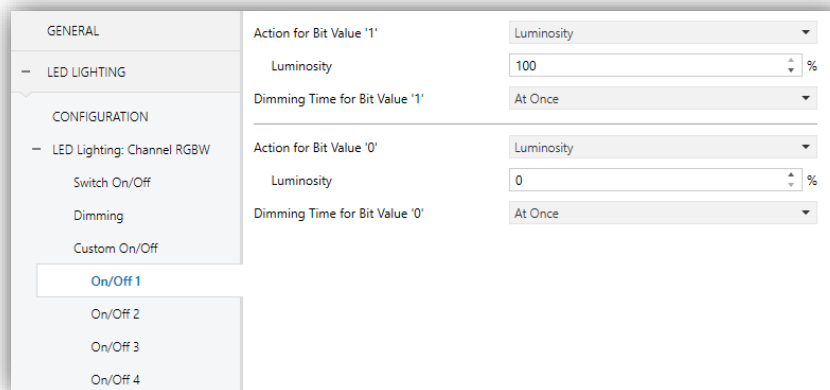 GENERAL
− LED LIGHTING
CONFIGURATION
− LED Lighting: Channel RGBW
Switch On/Off
Dimming
Custom On/Off
On/Off 1
On/Off 2
On/Off 3
On/Off 4
Action for Bit Value '1' Luminosity
Luminosity 100 %
Dimming Time for Bit Value '1' At Once
Action for Bit Value '0' Luminosity
Luminosity 0 %
Dimming Time for Bit Value '0' At Once